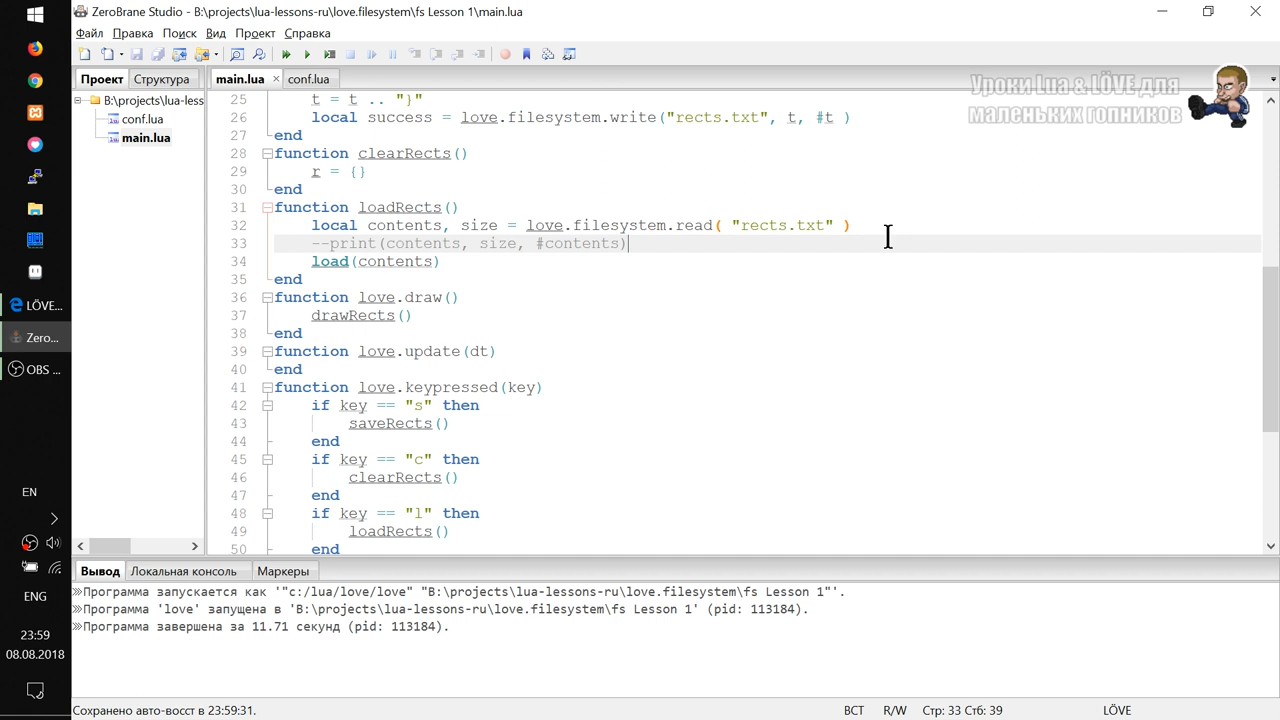 ZeroBrane Studio - B:\projects\lua-lessons-ru\love.filesystem\fs Lesson 1\main.lua
Файл Правка Поиск Вид Проект Справка
Проект Структура main.lua conf.lua
Уроки Lua & LÖVE для
маленьких гопников
B:\projects\lua-less
conf.lua
main.lua
25 t = t .. "}"
26 local success = love.filesystem.write("rects.txt", t, #t )
27 end
28 function clearRects()
29 r = {}
30 end
31 function loadRects()
32 local contents, size = love.filesystem.read( "rects.txt" )
33 --print(contents, size, #contents)
34 load(contents)
35 end
36 function love.draw()
37 drawRects()
38 end
39 function love.update(dt)
40 end
41 function love.keypressed(key)
42 if key == "s" then
43 saveRects()
44 end
45 if key == "c" then
46 clearRects()
47 end
48 if key == "l" then
49 loadRects()
50 end
LÖVE...
Zero...
OBS ...
EN
ENG
23:59
08.08.2018
Вывод Локальная консоль Маркеры
Программа запускается как '"c:/lua/love/love" "B:\projects\lua-lessons-ru\love.filesystem\fs Lesson 1"'.
Программа 'love' запущена в 'B:\projects\lua-lessons-ru\love.filesystem\fs Lesson 1' (pid: 113184).
Программа завершена за 11.71 секунд (pid: 113184).
Сохранено авто-восст в 23:59:31. ВСТ R/W Стр: 33 Стб: 39 LÖVE